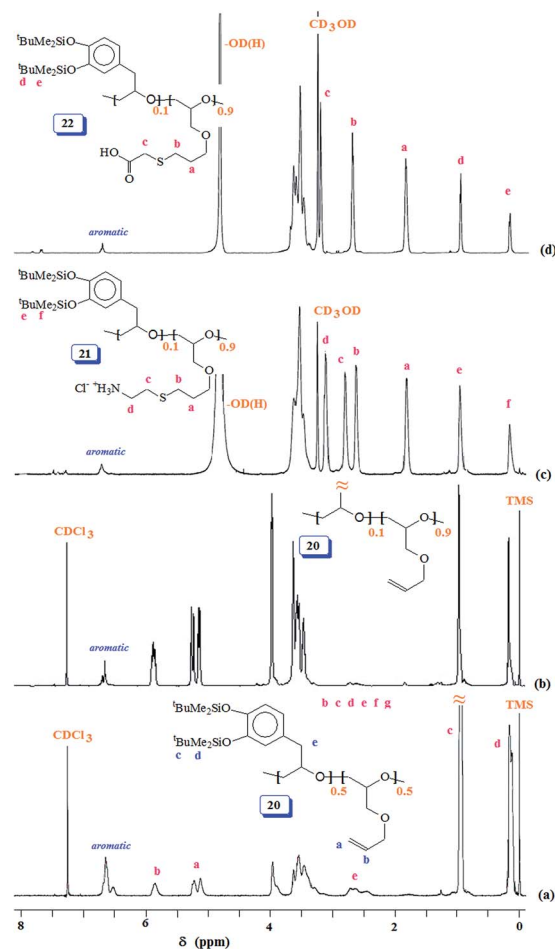 ᵗBuMe₂SiO
ᵗBuMe₂SiO
d e
22
O
O
0.1
0.9
O
c b
HO
S
O
a
-OD(H)
CD₃OD
c
b
a
d
e
aromatic
(d)
ᵗBuMe₂SiO
ᵗBuMe₂SiO
e f
21
O
O
0.1
0.9
O
c b
Cl⁻ ⁺H₃N
S
d
a
-OD(H)
CD₃OD
d
c
b
a
e
f
aromatic
(c)
≈
20
O
O
0.1
0.9
O
CDCl₃
TMS
aromatic
(b)
b c d e f g
ᵗBuMe₂SiO
ᵗBuMe₂SiO
c d
e
20
O
O
0.5
0.5
O
a
b
CDCl₃
≈
TMS
c
d
aromatic
b
a
e
(a)
8 6 4 2 0
δ (ppm)